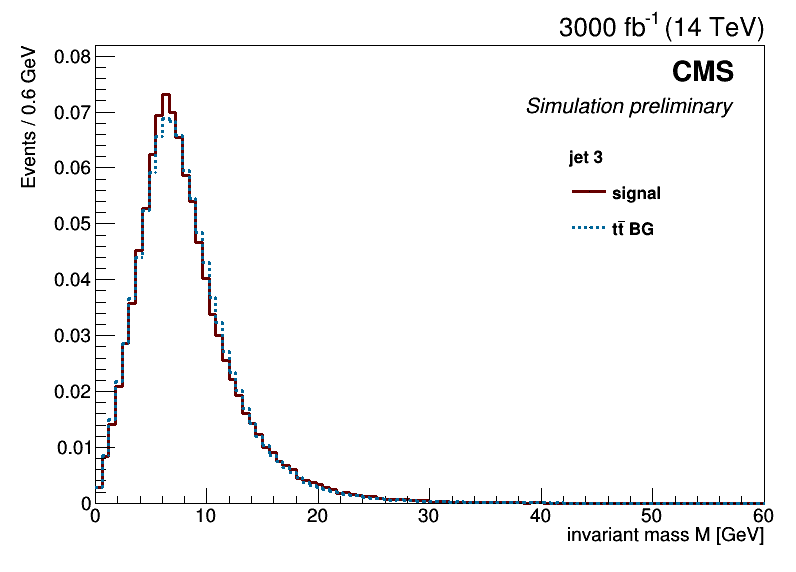 3000 fb⁻¹ (14 TeV)
CMS
Simulation preliminary
jet 3
signal
tt̄ BG
Events / 0.6 GeV
0.08
0.07
0.06
0.05
0.04
0.03
0.02
0.01
0
0 10 20 30 40 50 60
invariant mass M [GeV]